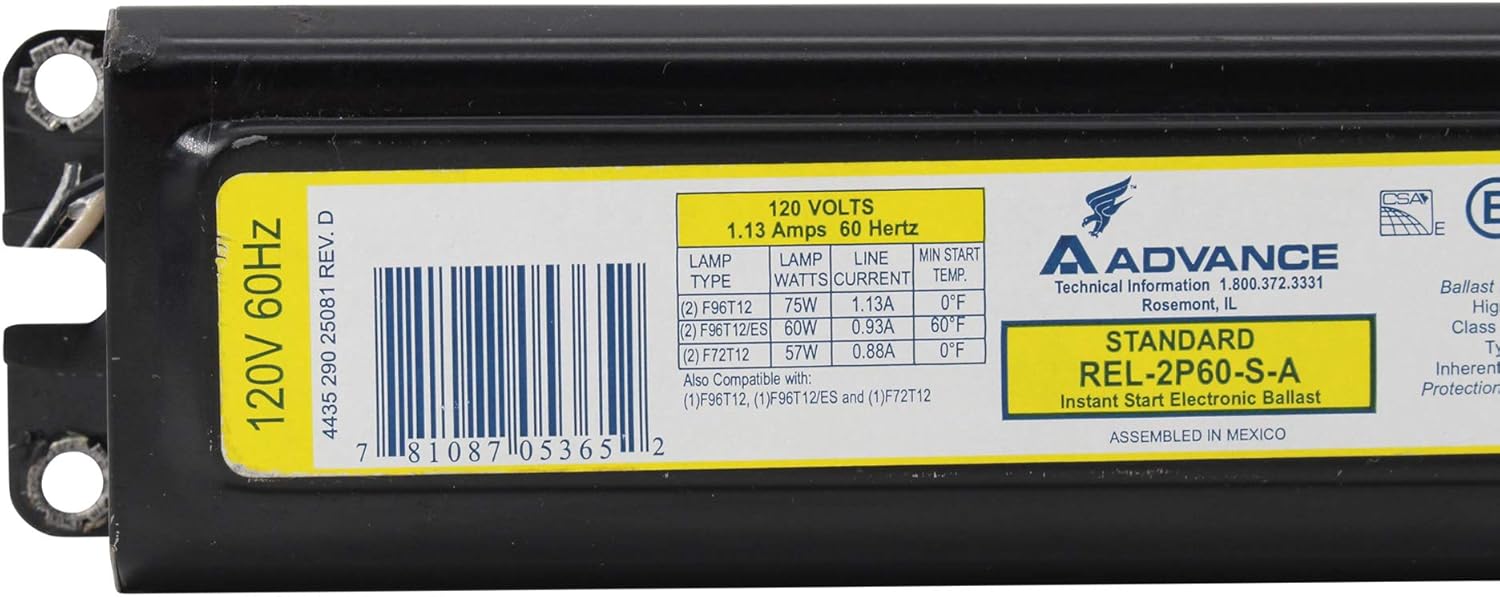 120V 60Hz
4435 290 25081 REV. D
7 81087 05365 2
120 VOLTS
1.13 Amps 60 Hertz
LAMP TYPE LAMP WATTS LINE CURRENT MIN START TEMP.
(2) F96T12 75W 1.13A 0°F
(2) F96T12/ES 60W 0.93A 60°F
(2) F72T12 57W 0.88A 0°F
Also Compatible with:
(1)F96T12, (1)F96T12/ES and (1)F72T12
™
ADVANCE
Technical Information 1.800.372.3331
Rosemont, IL
STANDARD
REL-2P60-S-A
Instant Start Electronic Ballast
ASSEMBLED IN MEXICO
CSA
E
Ballast
Class
Inherent
Protection